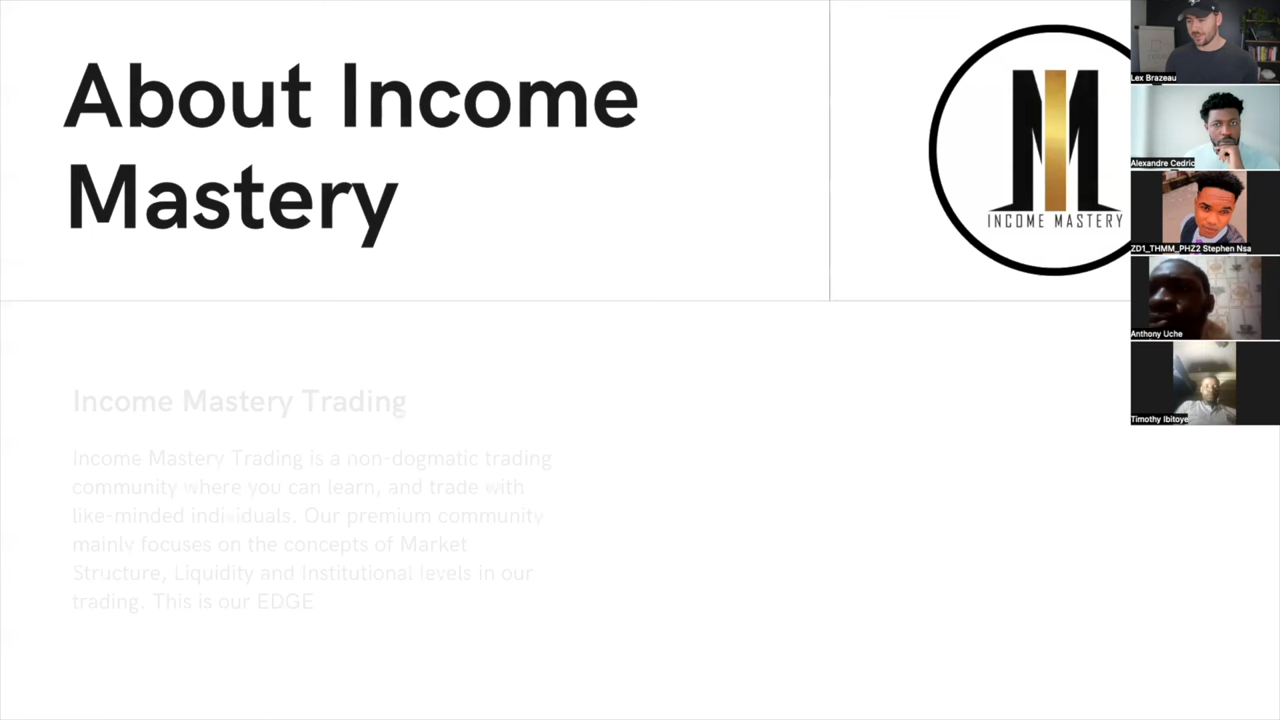 About Income
Mastery
INCOME MASTERY
Income Mastery Trading
Income Mastery Trading is a non-dogmatic trading
community where you can learn, and trade with
like-minded individuals. Our premium community
mainly focuses on the concepts of Market
Structure, Liquidity and Institutional levels in our
trading. This is our EDGE
Lex Brazeau
Alexandre Cedric
ZD1_THMM_PHZ2 Stephen Nsa
Anthony Uche
Timothy Ibitoye